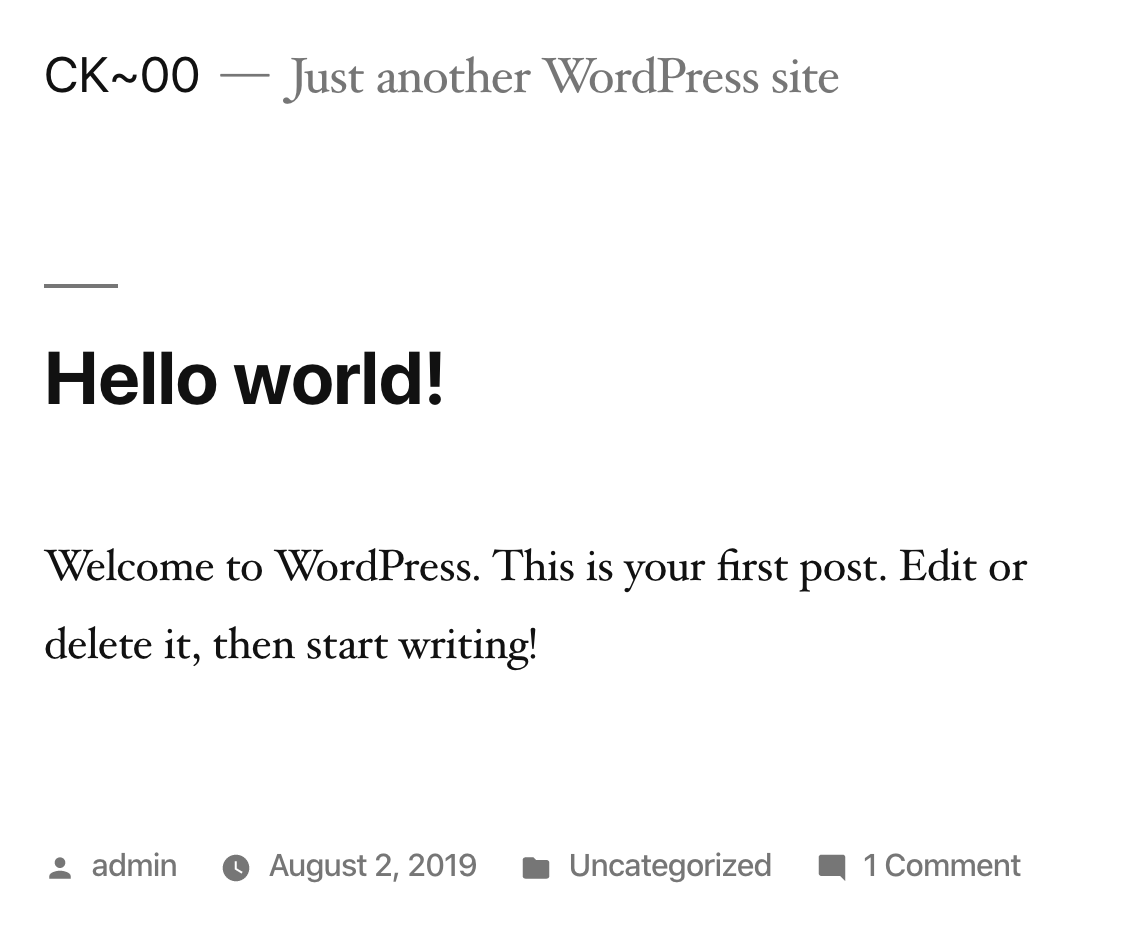 CK~00 — Just another WordPress site
Hello world!
Welcome to WordPress. This is your first post. Edit or
delete it, then start writing!
admin August 2, 2019 Uncategorized 1 Comment